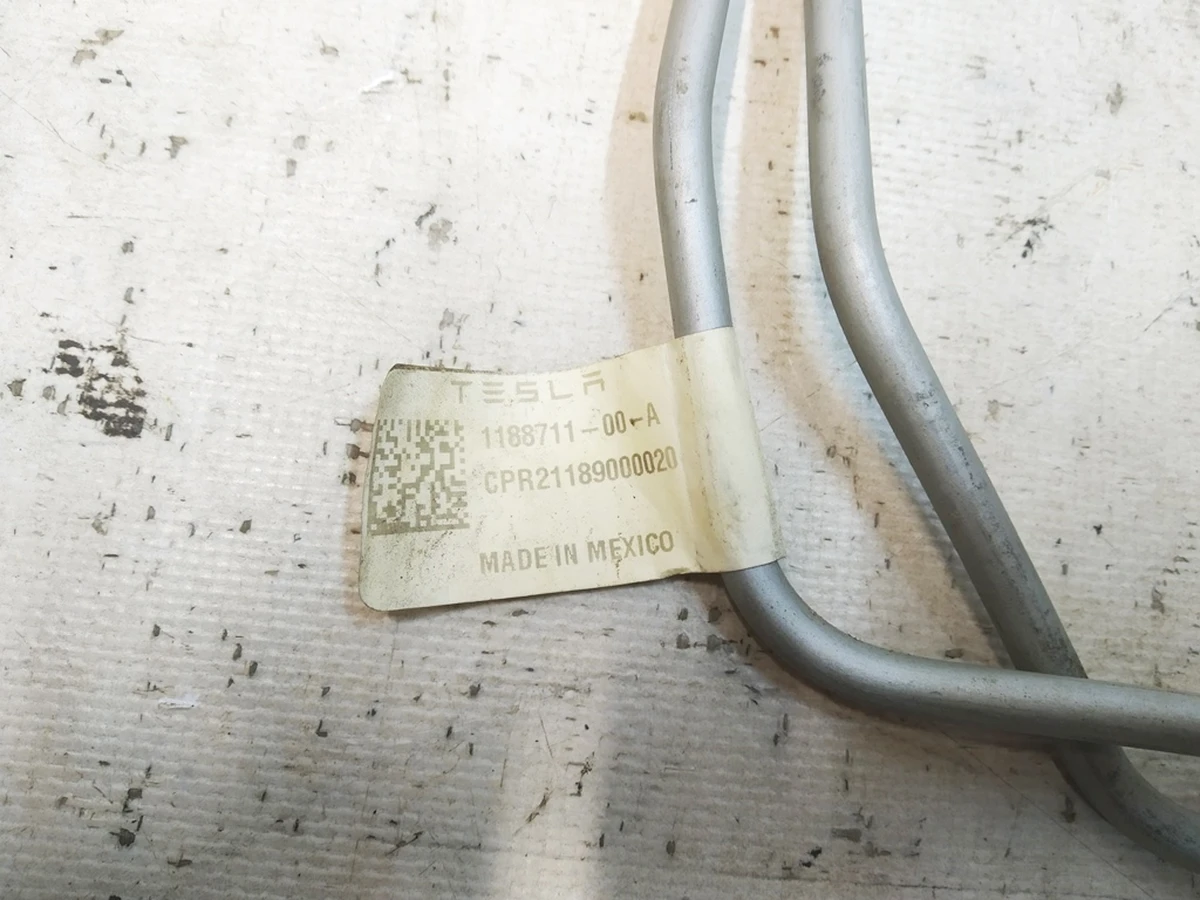 TESLA
1188711-00-A
CPR21189000020
MADE IN MEXICO